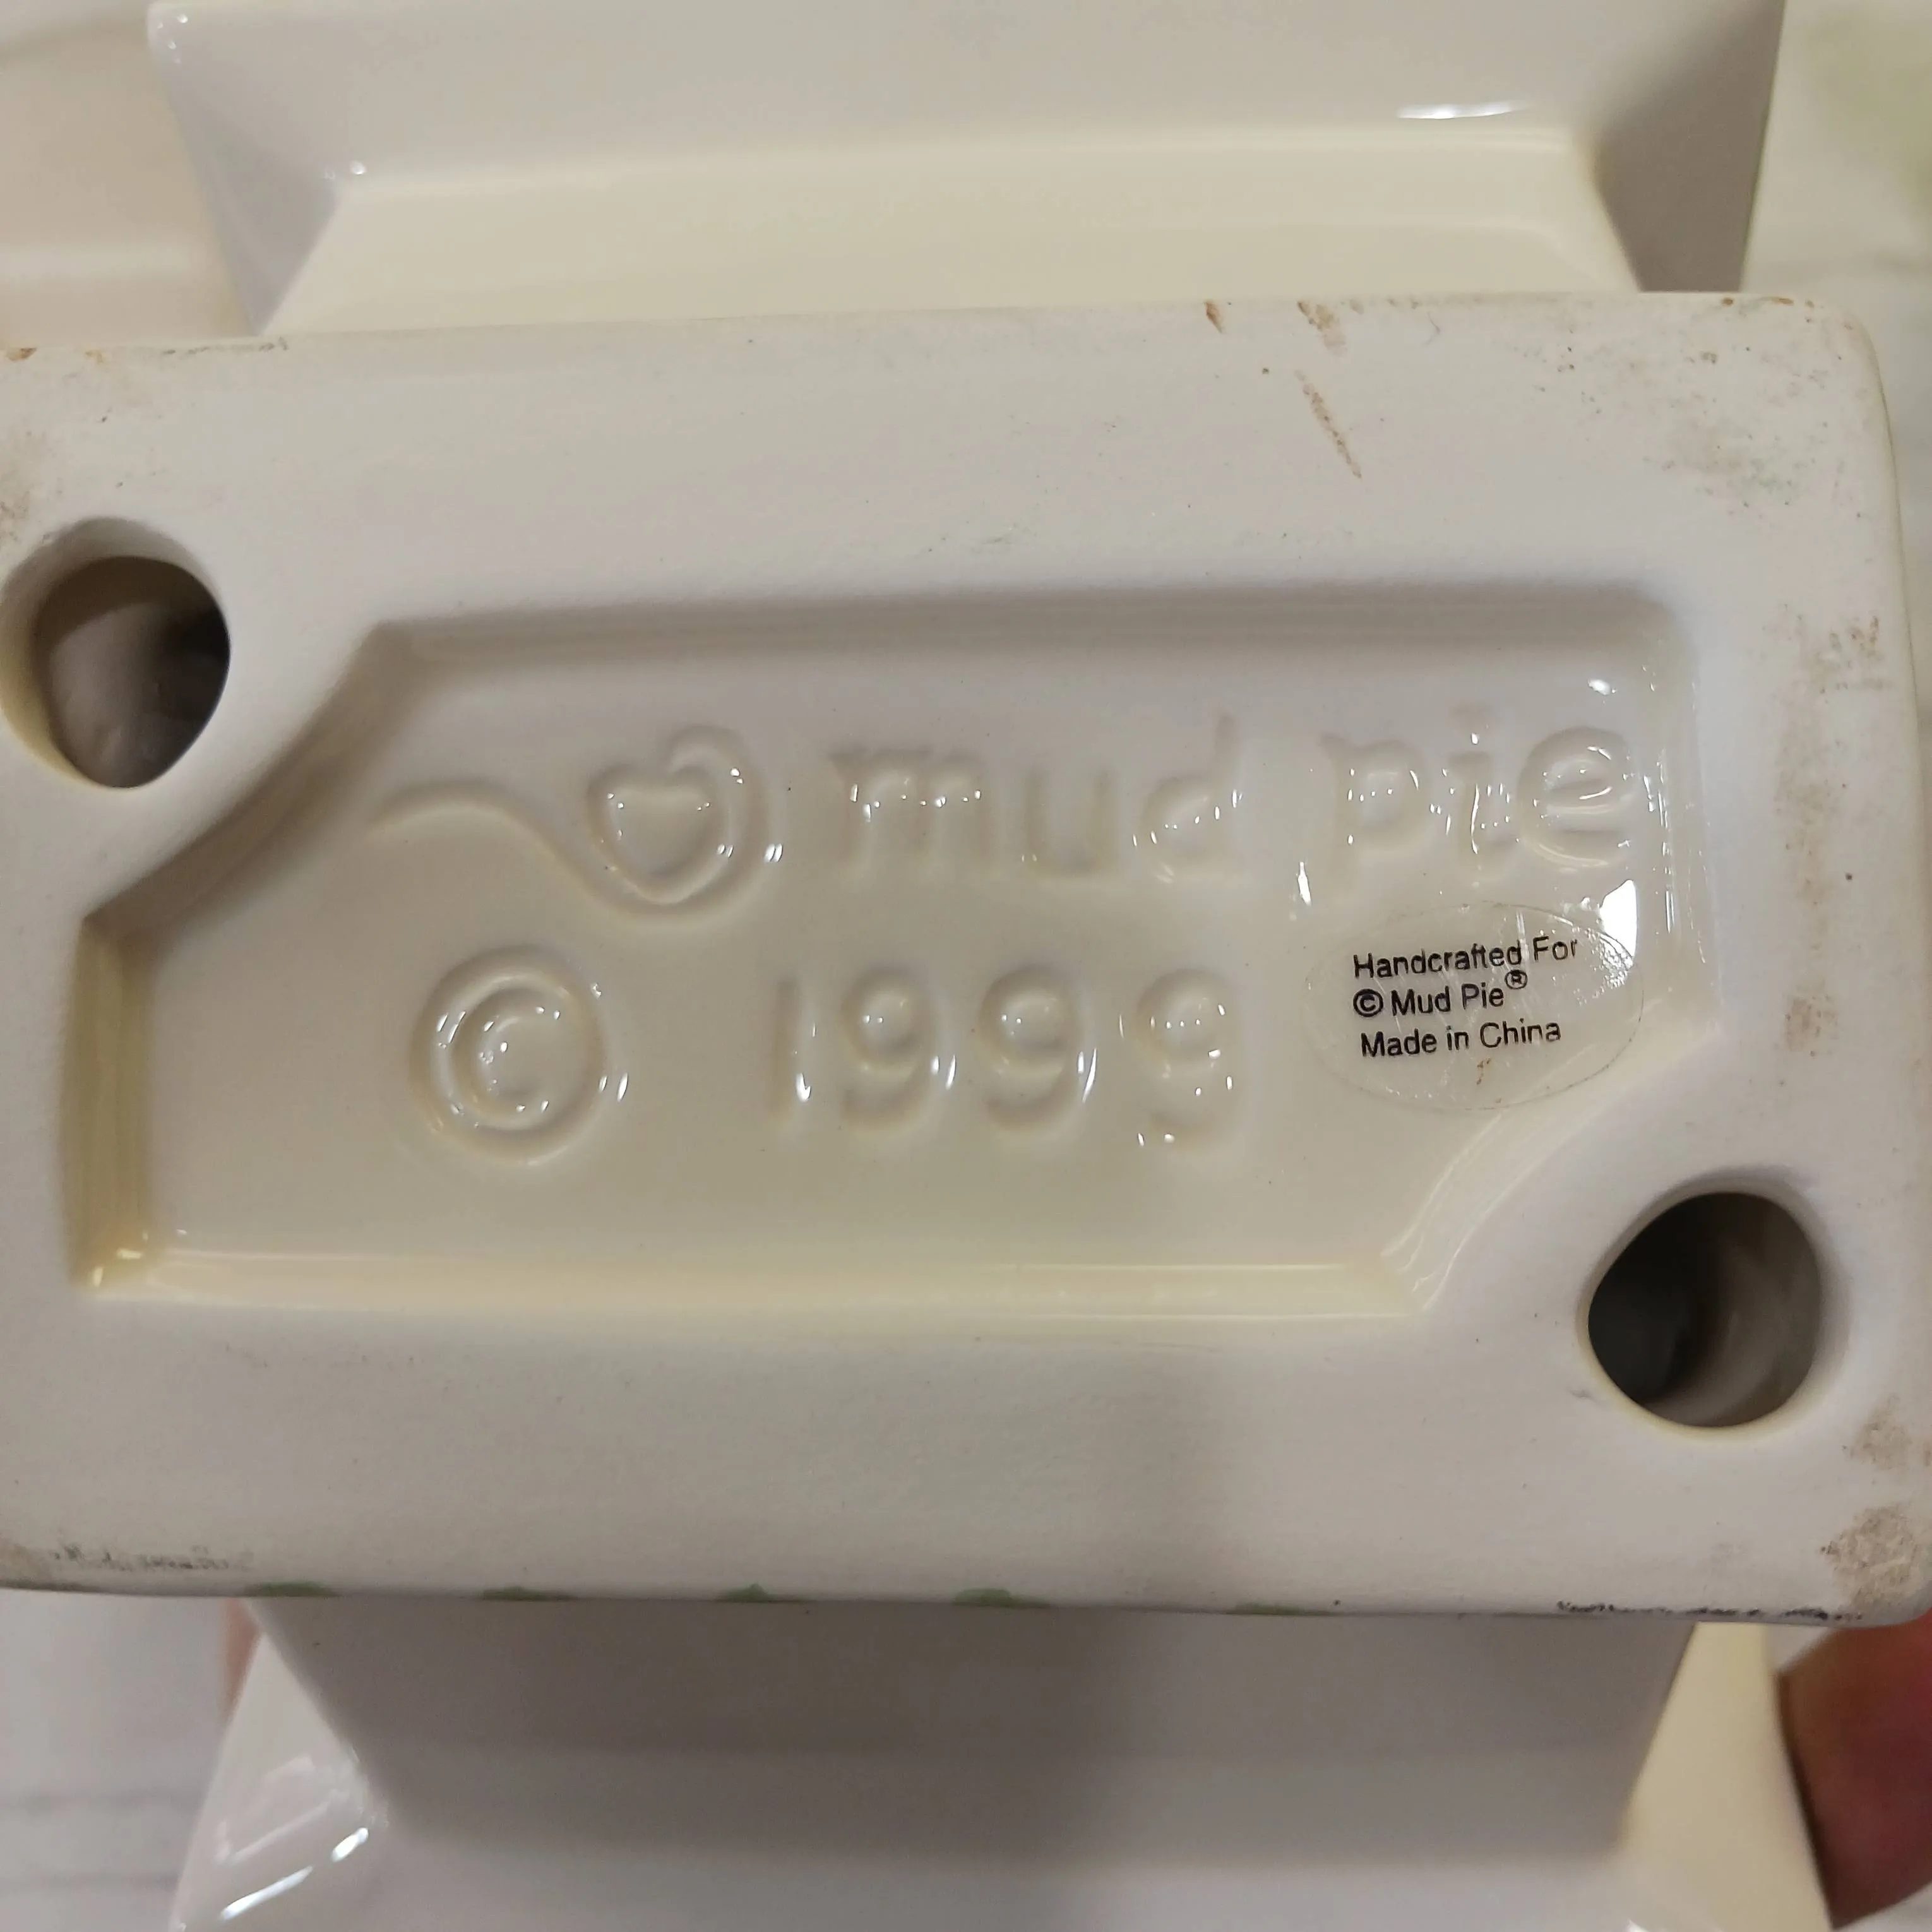 mud pie
© 1999
Handcrafted For
© Mud Pie®
Made in China